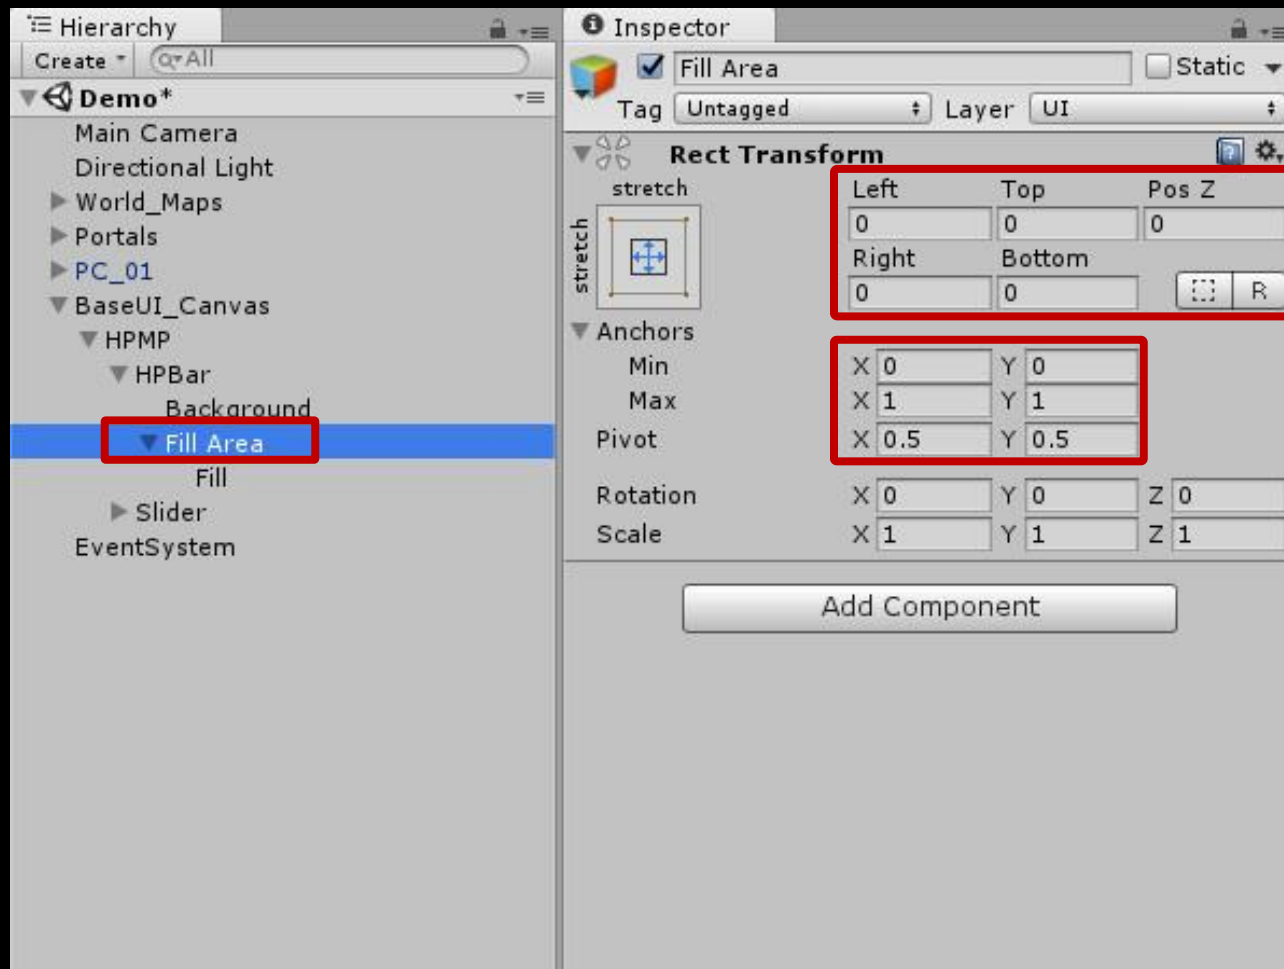 Hierarchy
Create
All
Demo*
Main Camera
Directional Light
World_Maps
Portals
PC_01
BaseUI_Canvas
HPMP
HPBar
Background
Fill Area
Fill
Slider
EventSystem
Inspector
Fill Area Static
Tag Untagged Layer UI
Rect Transform
stretch
stretch
Left Top Pos Z
0 0 0
Right Bottom
0 0 R
Anchors
Min X 0 Y 0
Max X 1 Y 1
Pivot X 0.5 Y 0.5
Rotation X 0 Y 0 Z 0
Scale X 1 Y 1 Z 1
Add Component